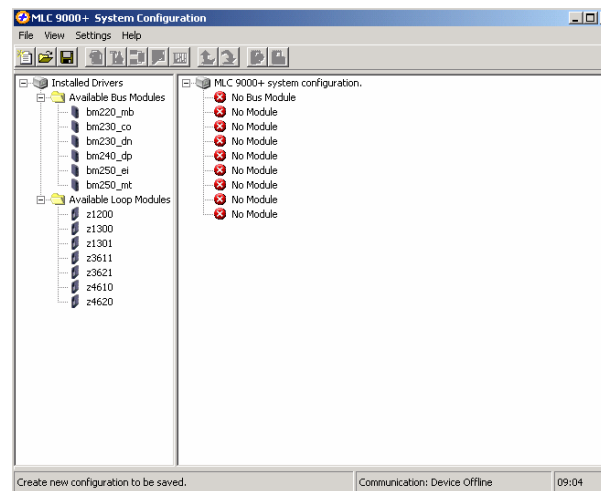 MLC 9000+ System Configuration
File View Settings Help
Installed Drivers
Available Bus Modules
bm220_mb
bm230_co
bm230_dn
bm240_dp
bm250_ei
bm250_mt
Available Loop Modules
z1200
z1300
z1301
z3611
z3621
z4610
z4620
MLC 9000+ system configuration.
No Bus Module
No Module
No Module
No Module
No Module
No Module
No Module
No Module
No Module
Create new configuration to be saved.
Communication: Device Offline
09:04